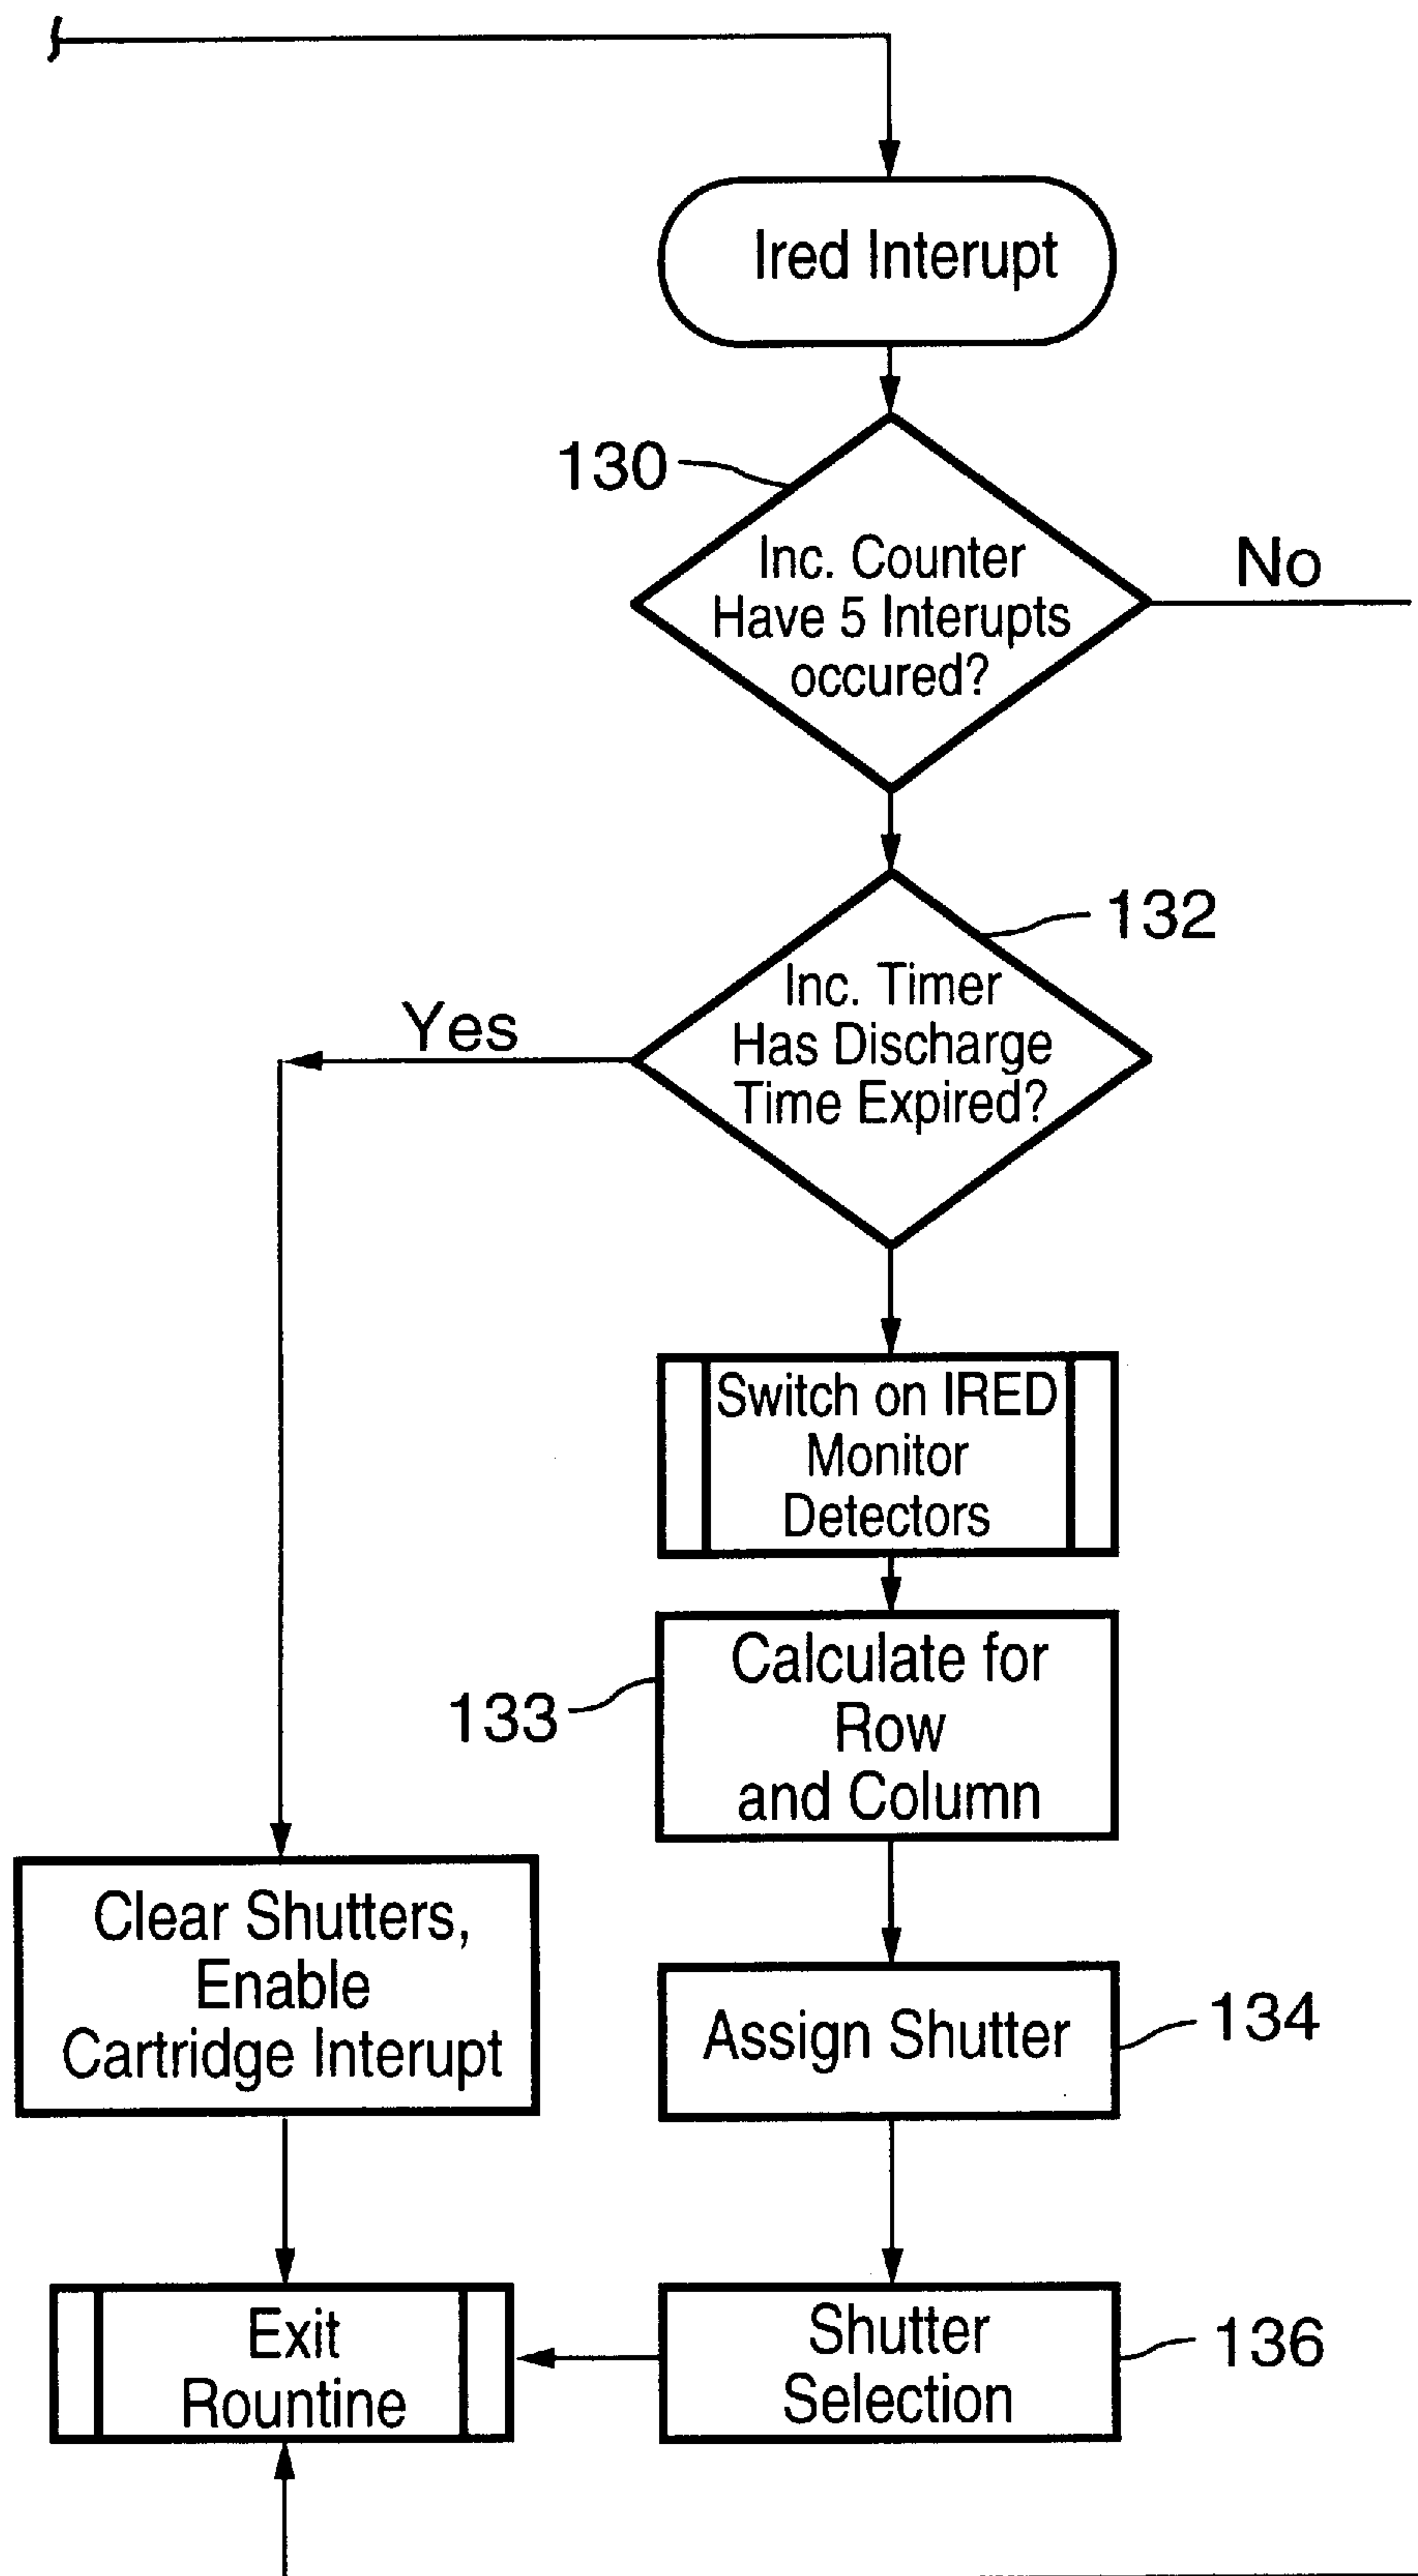 Ired Interupt
130
Inc. Counter
Have 5 Interupts
occured?
No
132
Inc. Timer
Has Discharge
Time Expired?
Yes
Switch on IRED
Monitor
Detectors
133
Calculate for
Row
and Column
Clear Shutters,
Enable
Cartridge Interupt
Assign Shutter
134
Exit
Rountine
Shutter
Selection
136